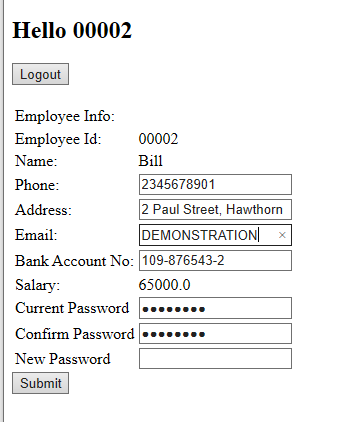 Hello 00002
Logout
Employee Info:
Employee Id: 00002
Name: Bill
Phone: 2345678901
Address: 2 Paul Street, Hawthorn
Email: DEMONSTRATION ×
Bank Account No: 109-876543-2
Salary: 65000.0
Current Password ●●●●●●●●
Confirm Password ●●●●●●●●
New Password
Submit